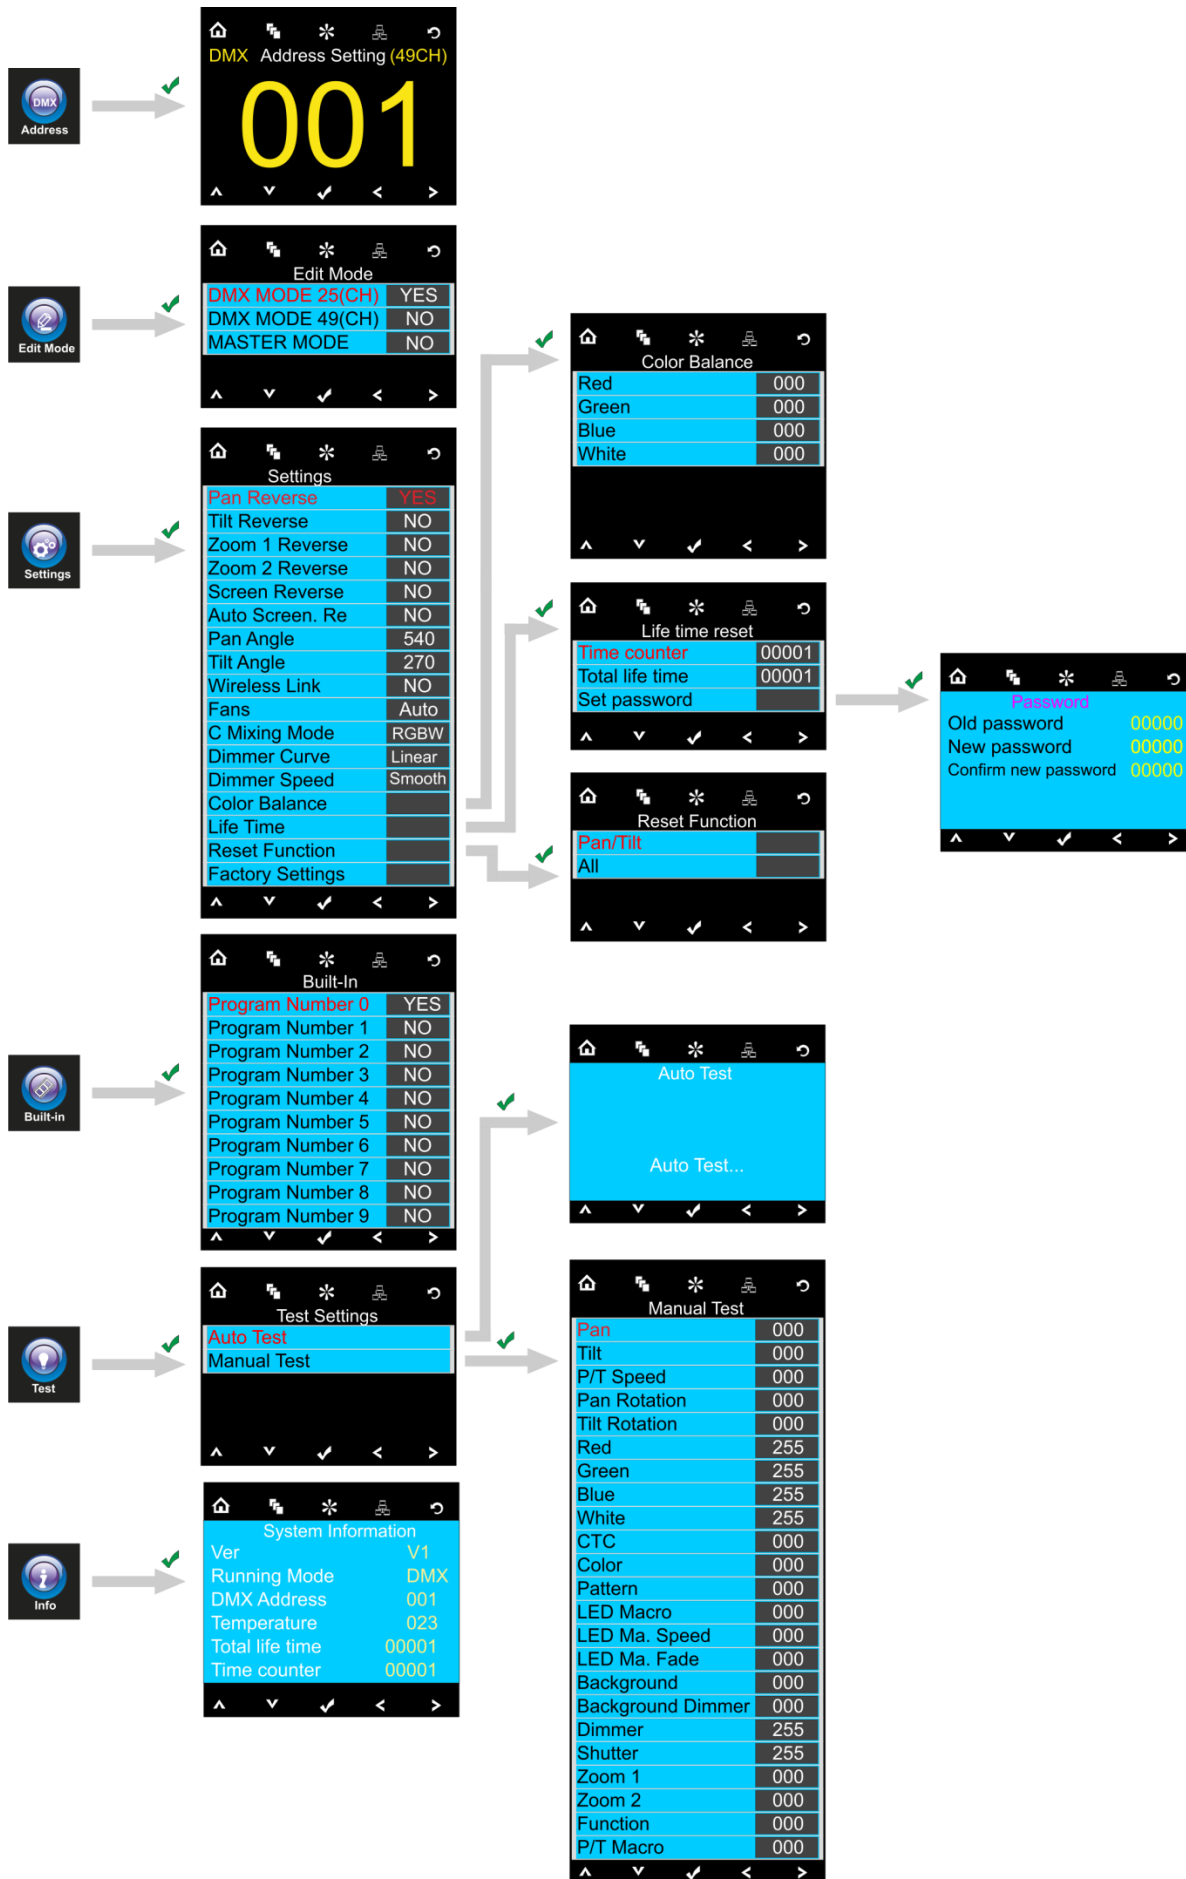 DMX Address Setting (49CH)
001
DMX
Address
Edit Mode
DMX MODE 25(CH) YES
DMX MODE 49(CH) NO
MASTER MODE NO
Edit Mode
Settings
Pan Reverse YES
Tilt Reverse NO
Zoom 1 Reverse NO
Zoom 2 Reverse NO
Screen Reverse NO
Auto Screen. Re NO
Pan Angle 540
Tilt Angle 270
Wireless Link NO
Fans Auto
C Mixing Mode RGBW
Dimmer Curve Linear
Dimmer Speed Smooth
Color Balance
Life Time
Reset Function
Factory Settings
Settings
Color Balance
Red 000
Green 000
Blue 000
White 000
Life time reset
Time counter 00001
Total life time 00001
Set password
Password
Old password 00000
New password 00000
Confirm new password 00000
Reset Function
Pan/Tilt
All
Built-In
Program Number 0 YES
Program Number 1 NO
Program Number 2 NO
Program Number 3 NO
Program Number 4 NO
Program Number 5 NO
Program Number 6 NO
Program Number 7 NO
Program Number 8 NO
Program Number 9 NO
Built-in
Test Settings
Auto Test
Manual Test
Test
Auto Test
Auto Test...
Manual Test
Pan 000
Tilt 000
P/T Speed 000
Pan Rotation 000
Tilt Rotation 000
Red 255
Green 255
Blue 255
White 255
CTC 000
Color 000
Pattern 000
LED Macro 000
LED Ma. Speed 000
LED Ma. Fade 000
Background 000
Background Dimmer 000
Dimmer 255
Shutter 255
Zoom 1 000
Zoom 2 000
Function 000
P/T Macro 000
System Information
Ver V1
Running Mode DMX
DMX Address 001
Temperature 023
Total life time 00001
Time counter 00001
Info